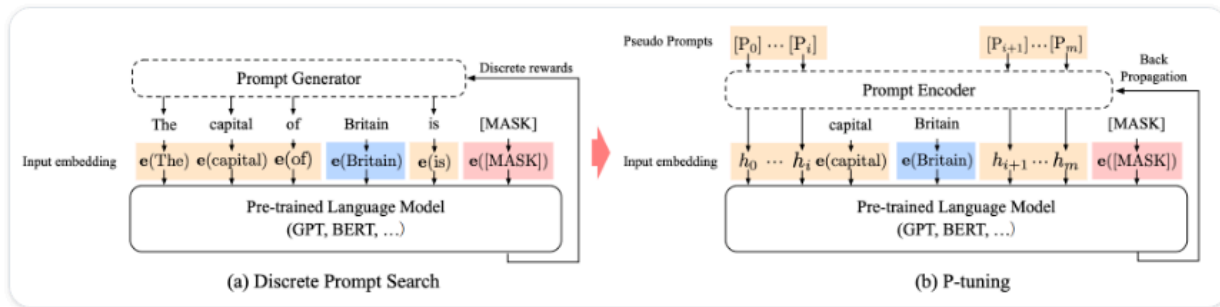 Prompt Generator
Discrete rewards
The capital of Britain is [MASK]
Input embedding e(The) e(capital) e(of) e(Britain) e(is) e([MASK])
Pre-trained Language Model
(GPT, BERT, …)
(a) Discrete Prompt Search
Pseudo Prompts [P₀] ⋯ [Pᵢ] [Pᵢ₊₁] ⋯ [Pₘ]
Back
Propagation
Prompt Encoder
capital Britain [MASK]
Input embedding h₀ ⋯ hᵢ e(capital) e(Britain) hᵢ₊₁ ⋯ hₘ e([MASK])
Pre-trained Language Model
(GPT, BERT, …)
(b) P-tuning